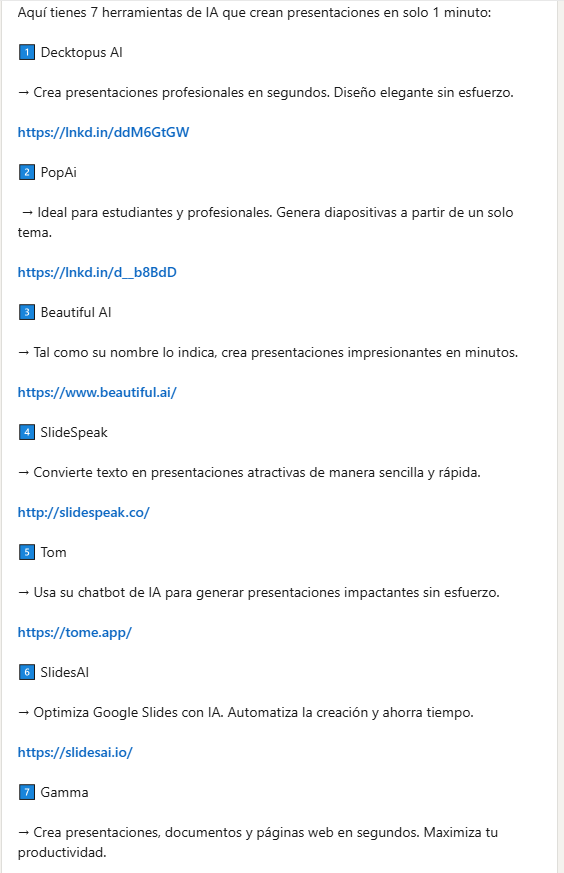 Aquí tienes 7 herramientas de IA que crean presentaciones en solo 1 minuto:
1 Decktopus AI
→ Crea presentaciones profesionales en segundos. Diseño elegante sin esfuerzo.
https://lnkd.in/ddM6GtGW
2 PopAi
→ Ideal para estudiantes y profesionales. Genera diapositivas a partir de un solo
tema.
https://lnkd.in/d__b8BdD
3 Beautiful AI
→ Tal como su nombre lo indica, crea presentaciones impresionantes en minutos.
https://www.beautiful.ai/
4 SlideSpeak
→ Convierte texto en presentaciones atractivas de manera sencilla y rápida.
http://slidespeak.co/
5 Tom
→ Usa su chatbot de IA para generar presentaciones impactantes sin esfuerzo.
https://tome.app/
6 SlidesAI
→ Optimiza Google Slides con IA. Automatiza la creación y ahorra tiempo.
https://slidesai.io/
7 Gamma
→ Crea presentaciones, documentos y páginas web en segundos. Maximiza tu
productividad.